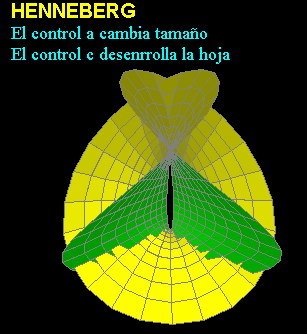 HENNEBERG
El control a cambia tamaño
El control c desenrrolla la hoja